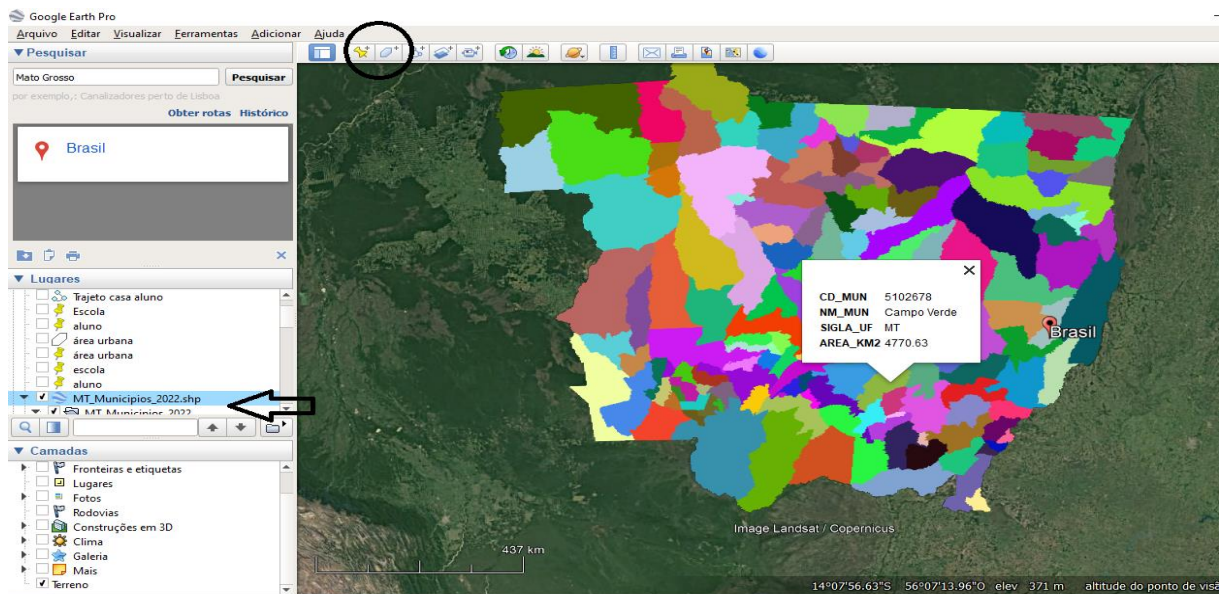 Google Earth Pro
Arquivo Editar Visualizar Ferramentas Adicionar Ajuda
Pesquisar
Mato Grosso
Pesquisar
por exemplo,: Canalizadores perto de Lisboa
Obter rotas Histórico
Brasil
Lugares
Trajeto casa aluno
Escola
aluno
área urbana
área urbana
escola
aluno
MT_Municipios_2022.shp
MT_Municipios_2022
Camadas
Fronteiras e etiquetas
Lugares
Fotos
Rodovias
Construções em 3D
Clima
Galeria
Mais
Terreno
CD_MUN 5102678
NM_MUN Campo Verde
SIGLA_UF MT
AREA_KM2 4770.63
Brasil
Image Landsat / Copernicus
437 km
14°07'56.63"S 56°07'13.96"O elev 371 m altitude do ponto de visã